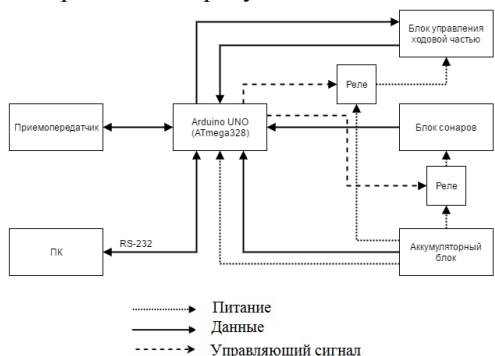 Блок управления
ходовой частью
Реле
Приемопередатчик
Arduino UNO
(ATmega328)
Блок сонаров
Реле
ПК
RS-232
Аккумуляторный
блок
Питание
Данные
Управляющий сигнал